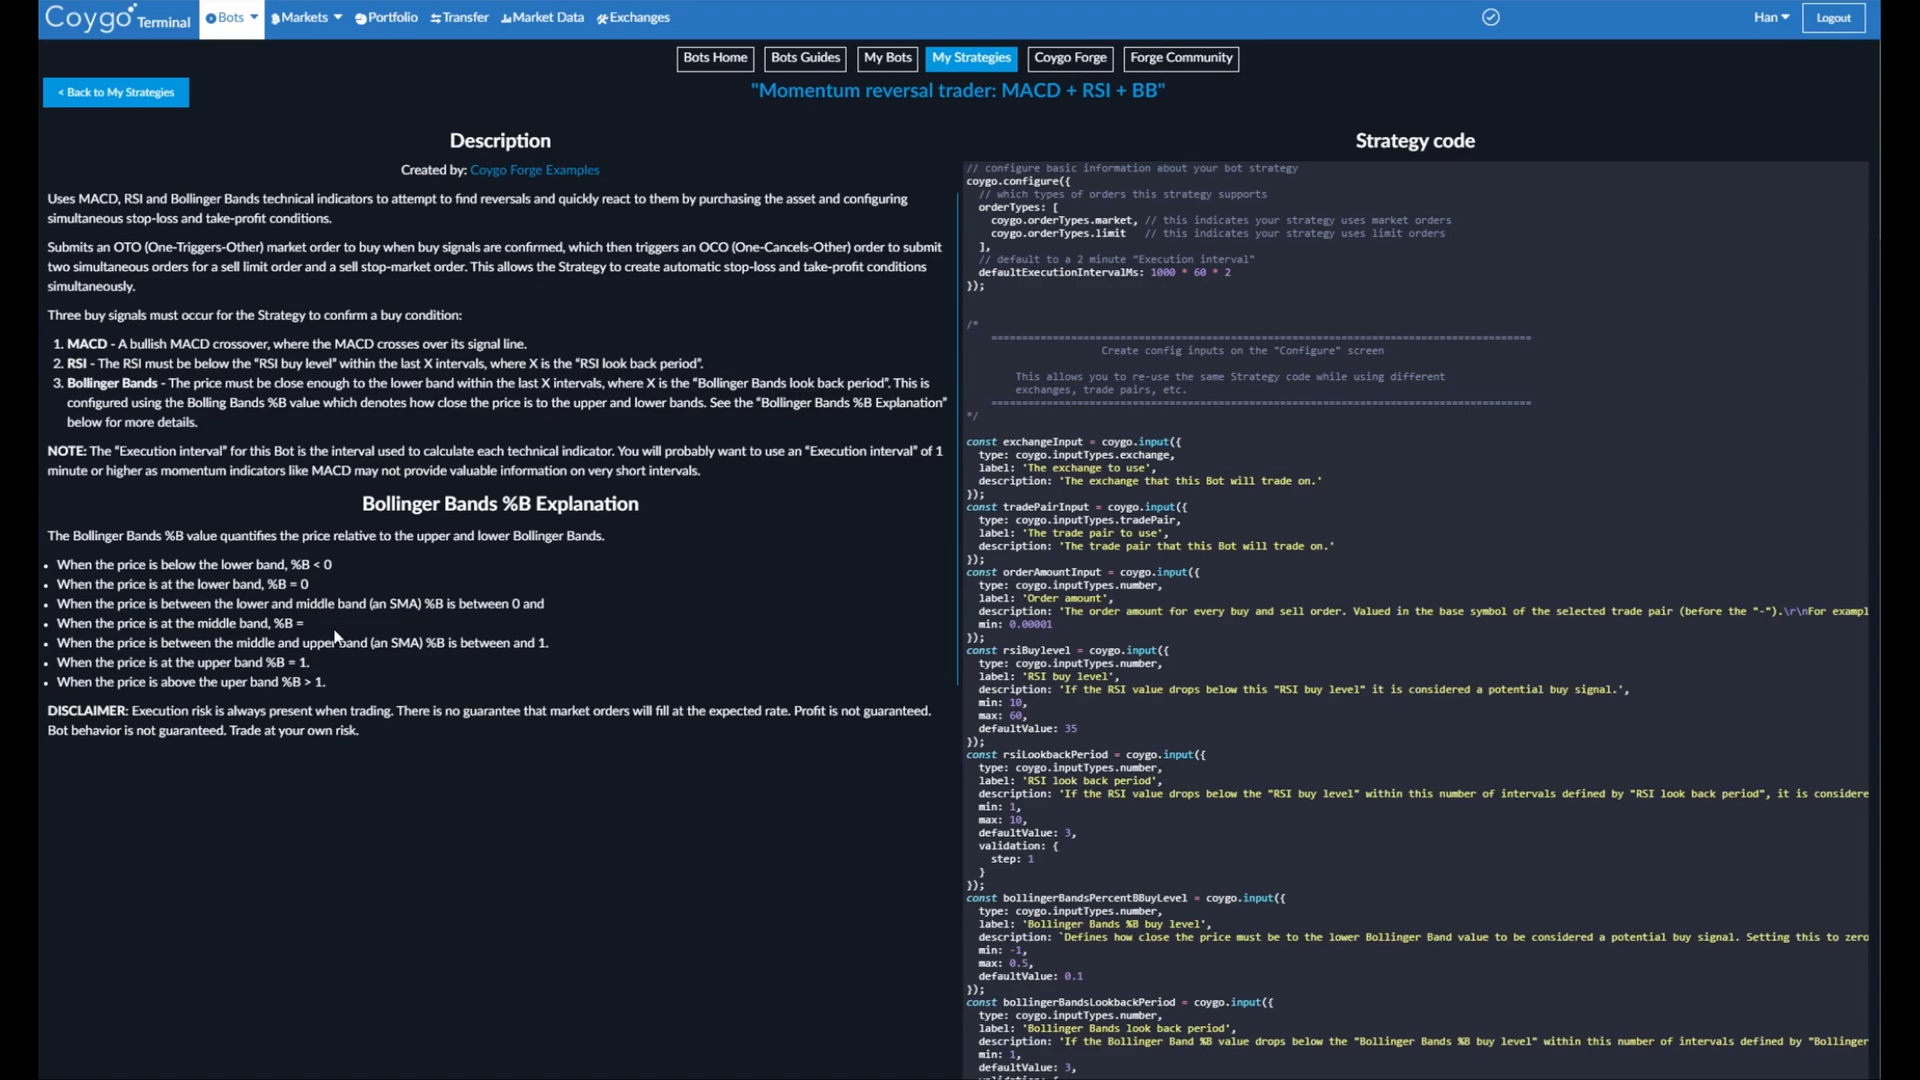 Coygo Terminal
Bots
Markets
Portfolio
Transfer
Market Data
Exchanges
Han
Logout
Bots Home
Bots Guides
My Bots
My Strategies
Coygo Forge
Forge Community
< Back to My Strategies
"Momentum reversal trader: MACD + RSI + BB"
Description
Created by: Coygo Forge Examples
Uses MACD, RSI and Bollinger Bands technical indicators to attempt to find reversals and quickly react to them by purchasing the asset and configuring
simultaneous stop-loss and take-profit conditions.
Submits an OTO (One-Triggers-Other) market order to buy when buy signals are confirmed, which then triggers an OCO (One-Cancels-Other) order to submit
two simultaneous orders for a sell limit order and a sell stop-market order. This allows the Strategy to create automatic stop-loss and take-profit conditions
simultaneously.
Three buy signals must occur for the Strategy to confirm a buy condition:
1. MACD - A bullish MACD crossover, where the MACD crosses over its signal line.
2. RSI - The RSI must be below the “RSI buy level” within the last X intervals, where X is the “RSI look back period”.
3. Bollinger Bands - The price must be close enough to the lower band within the last X intervals, where X is the “Bollinger Bands look back period”. This is
configured using the Bolling Bands %B value which denotes how close the price is to the upper and lower bands. See the “Bollinger Bands %B Explanation”
below for more details.
NOTE: The “Execution interval” for this Bot is the interval used to calculate each technical indicator. You will probably want to use an “Execution interval” of 1
minute or higher as momentum indicators like MACD may not provide valuable information on very short intervals.
Bollinger Bands %B Explanation
The Bollinger Bands %B value quantifies the price relative to the upper and lower Bollinger Bands.
• When the price is below the lower band, %B < 0
• When the price is at the lower band, %B = 0
• When the price is between the lower and middle band (an SMA) %B is between 0 and
• When the price is at the middle band, %B =
• When the price is between the middle and upper band (an SMA) %B is between and 1.
• When the price is at the upper band %B = 1.
• When the price is above the uper band %B > 1.
DISCLAIMER: Execution risk is always present when trading. There is no guarantee that market orders will fill at the expected rate. Profit is not guaranteed.
Bot behavior is not guaranteed. Trade at your own risk.
Strategy code
// configure basic information about your bot strategy
coygo.configure({
// which types of orders this strategy supports
orderTypes: [
coygo.orderTypes.market, // this indicates your strategy uses market orders
coygo.orderTypes.limit // this indicates your strategy uses limit orders
],
// default to a 2 minute "Execution interval"
defaultExecutionIntervalMs: 1000 * 60 * 2
});
/*
==========================================================================================
Create config inputs on the "Configure" screen
This allows you to re-use the same Strategy code while using different
exchanges, trade pairs, etc.
==========================================================================================
*/
const exchangeInput = coygo.input({
type: coygo.inputTypes.exchange,
label: 'The exchange to use',
description: 'The exchange that this Bot will trade on.'
});
const tradePairInput = coygo.input({
type: coygo.inputTypes.tradePair,
label: 'The trade pair to use',
description: 'The trade pair that this Bot will trade on.'
});
const orderAmountInput = coygo.input({
type: coygo.inputTypes.number,
label: 'Order amount',
description: 'The order amount for every buy and sell order. Valued in the base symbol of the selected trade pair (before the "-").\r\nFor exampl
min: 0.00001
});
const rsiBuylevel = coygo.input({
type: coygo.inputTypes.number,
label: 'RSI buy level',
description: 'If the RSI value drops below this "RSI buy level" it is considered a potential buy signal.',
min: 10,
max: 60,
defaultValue: 35
});
const rsiLookbackPeriod = coygo.input({
type: coygo.inputTypes.number,
label: 'RSI look back period',
description: 'If the RSI value drops below the "RSI buy level" within this number of intervals defined by "RSI look back period", it is considere
min: 1,
max: 10,
defaultValue: 3,
validation: {
step: 1
}
});
const bollingerBandsPercentBBuyLevel = coygo.input({
type: coygo.inputTypes.number,
label: 'Bollinger Bands %B buy level',
description: `Defines how close the price must be to the lower Bollinger Band value to be considered a potential buy signal. Setting this to zero
min: -1,
max: 0.5,
defaultValue: 0.1
});
const bollingerBandsLookbackPeriod = coygo.input({
type: coygo.inputTypes.number,
label: 'Bollinger Bands look back period',
description: 'If the Bollinger Band %B value drops below the "Bollinger Bands %B buy level" within this number of intervals defined by "Bollinger
min: 1,
defaultValue: 3,